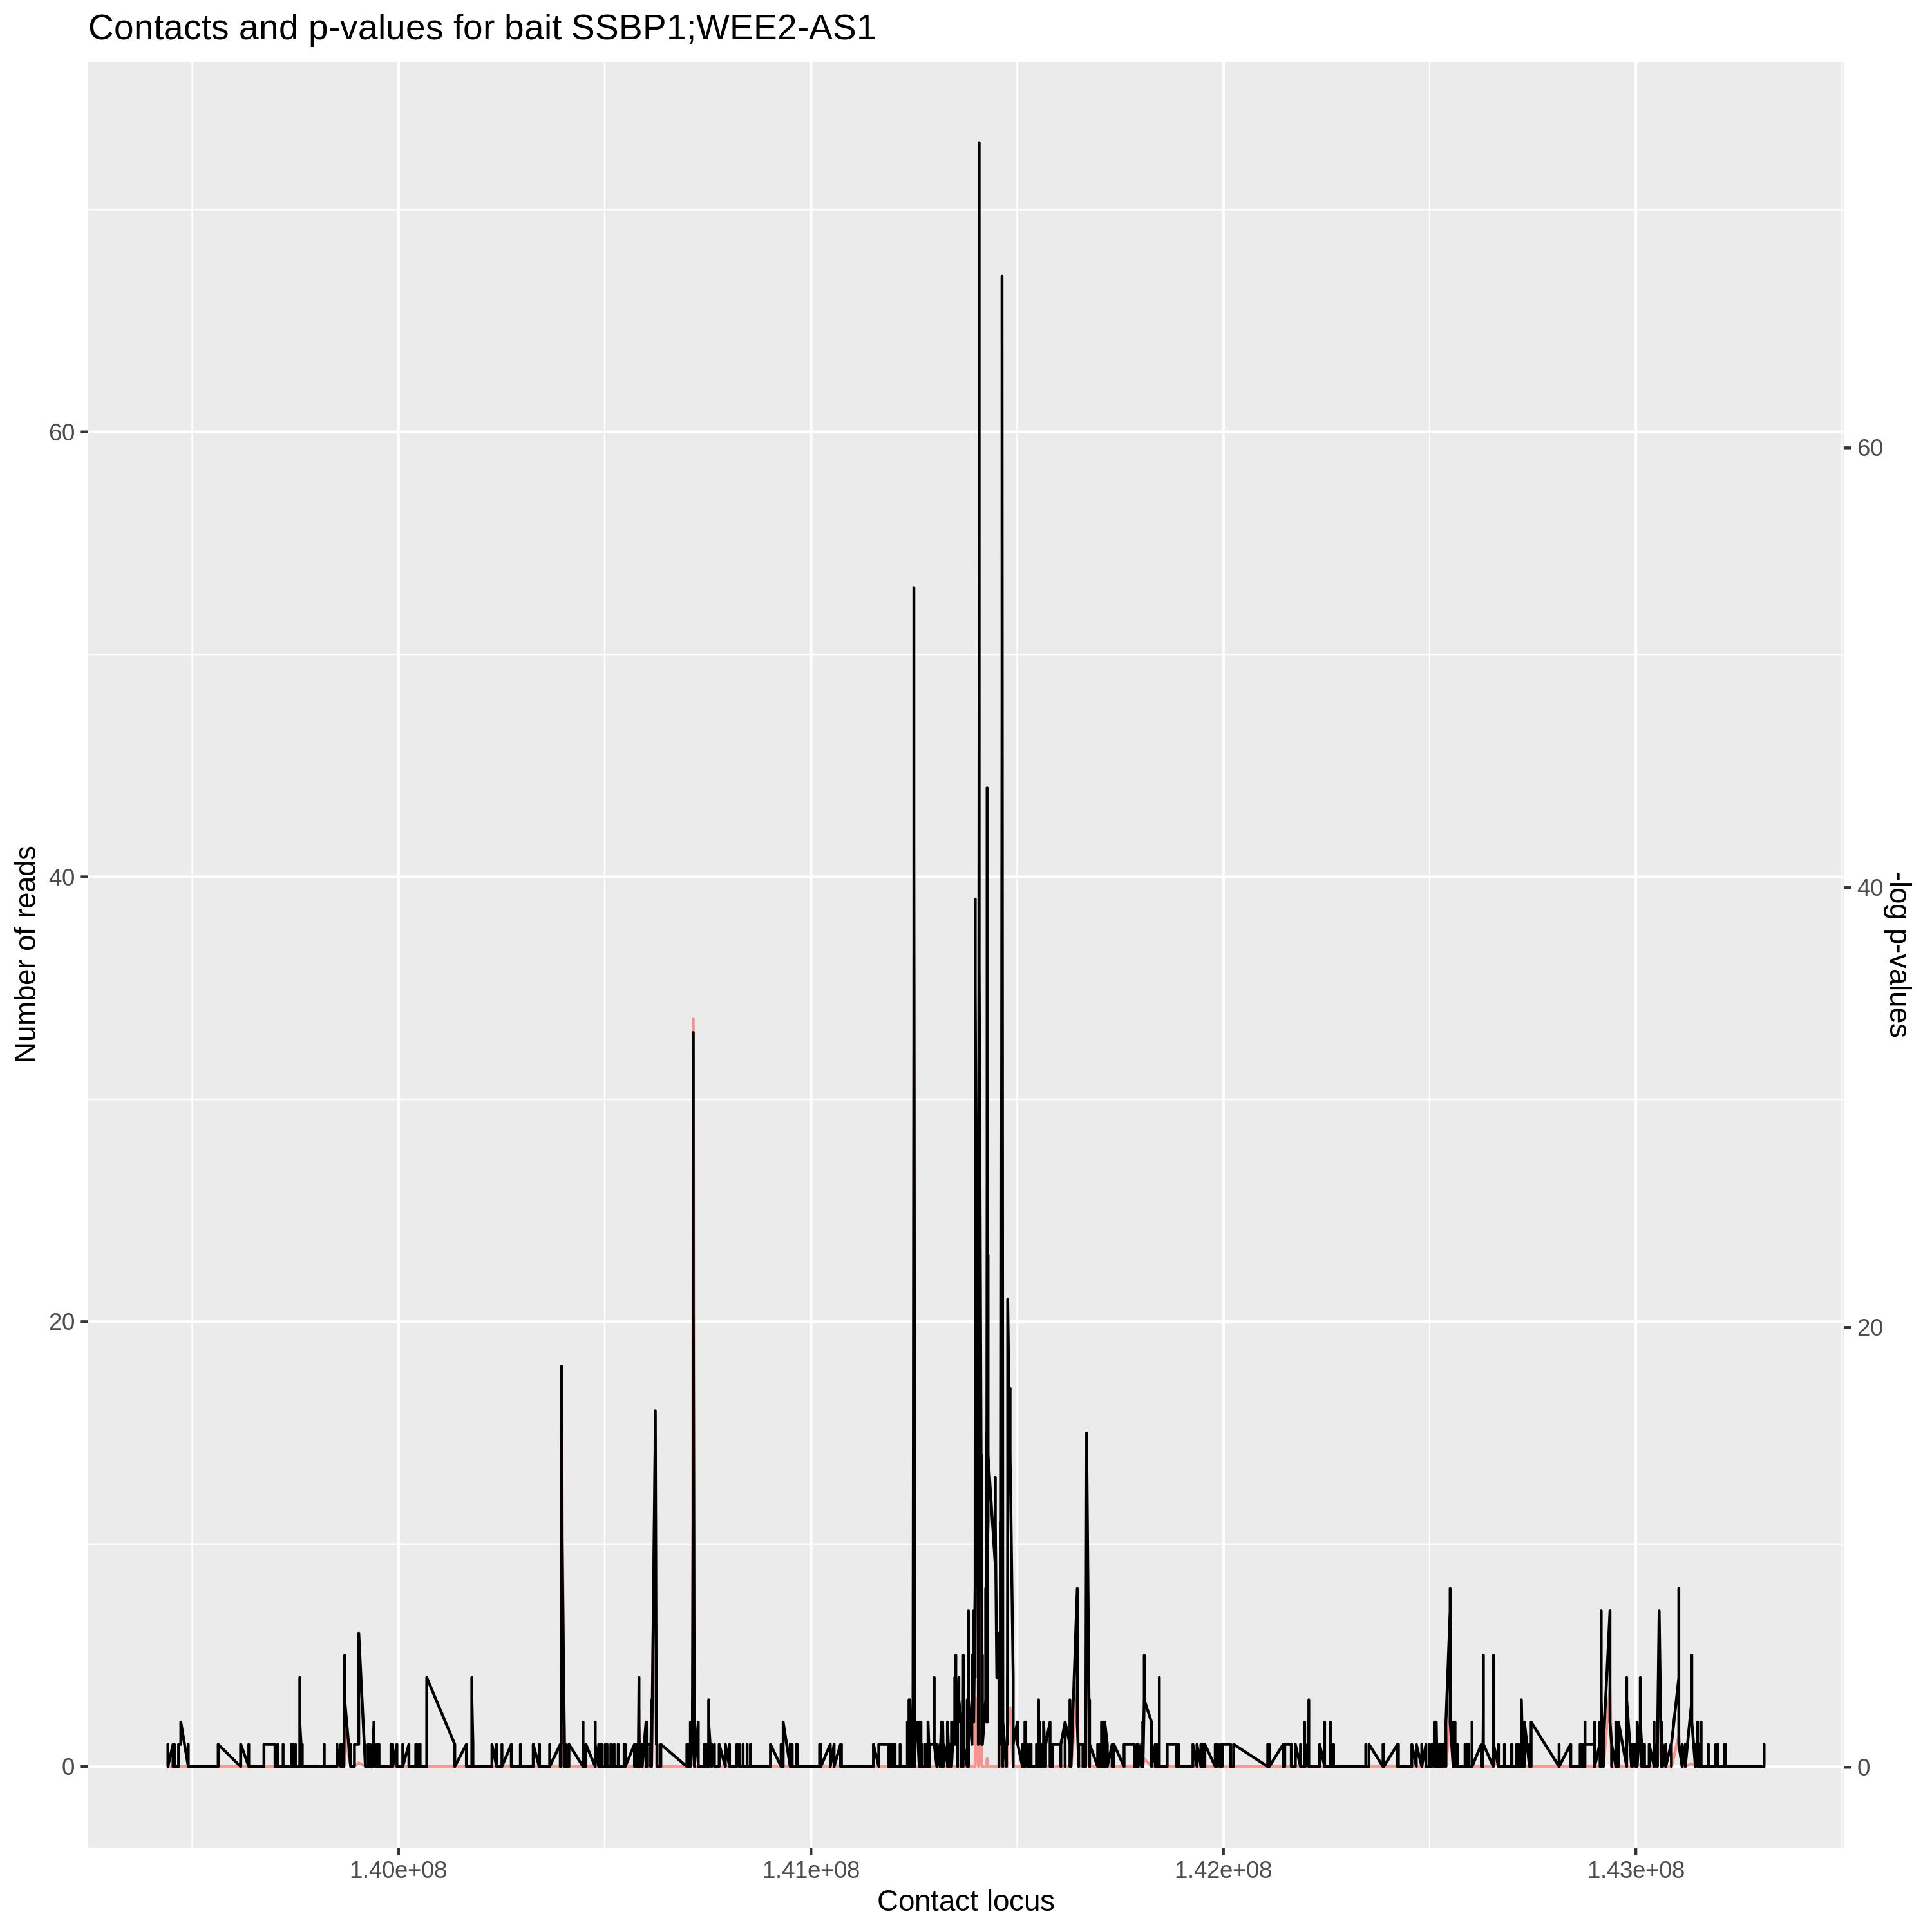 Contacts and p-values for bait SSBP1;WEE2-AS1
Number of reads
60
40
20
0
60
40
20
0
-log p-values
1.40e+08
1.41e+08
1.42e+08
1.43e+08
Contact locus